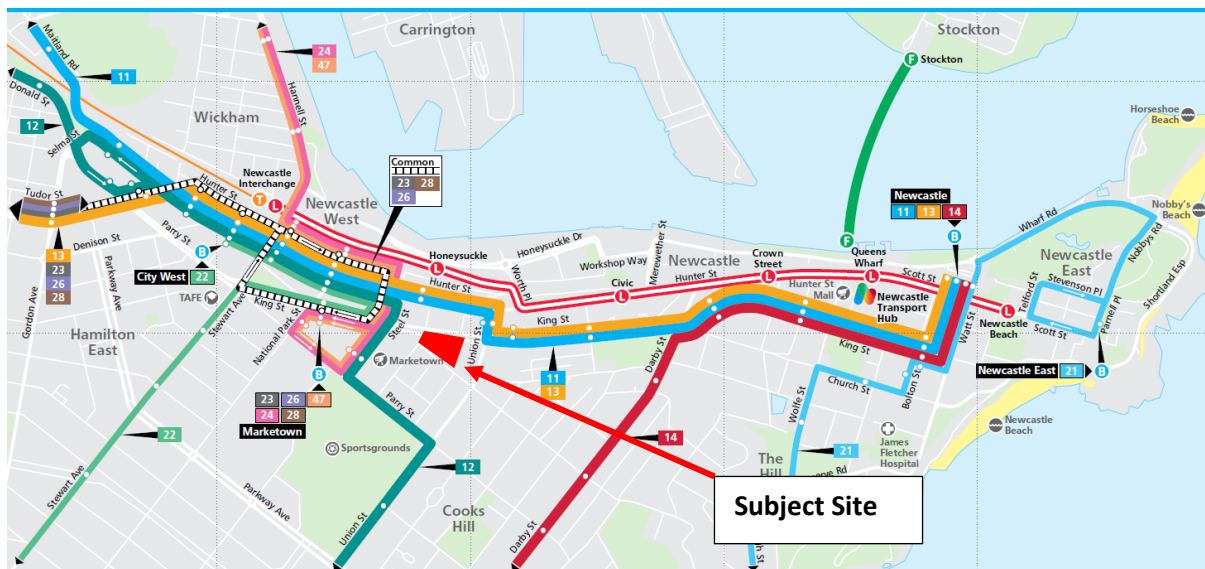 Maitland Rd
11
Donald St
12
Selma St
Wickham
24
47
Hannell St
Carrington
Stockton
F Stockton
Horseshoe
Beach
Tudor St
Hunter St
Newcastle
Interchange
T
L
Common
23 28
26
Newcastle
West
Newcastle
11 13 14
B
Wharf Rd
Nobby's
Beach
Nobbys Rd
Denison St
Parry St
13
23
26
28
B
City West 22
TAFE
Parkway Ave
Gordon Ave
Hamilton
East
King St
Stewart Ave
National Park St
Steel St
Honeysuckle
L
Honeysuckle Dr
Worth Pl
Workshop Way
Merewether St
Civic
L
Hunter St
Newcastle
Hunter St
Crown
Street
L
Queens
Wharf
L
F
Hunter St
Mall
Newcastle
Transport
Hub
Scott St
Watt St
Newcastle
East
Telford St
Stevenson Pl
Scott St
Parnell Pl
Shortland Esp
L
Newcastle
Beach
King St
Union St
Marketown
B
23 26 47
24 28
Marketown
11
13
Darby St
King St
Church St
Wolfe St
Bolton St
Newcastle East 21 B
Newcastle
Beach
Parry St
Sportsgrounds
22
12
14
21
James
Fletcher
Hospital
The
Hill
Stewart Ave
Parkway Ave
Union St
Cooks
Hill
Darby St
Subject Site